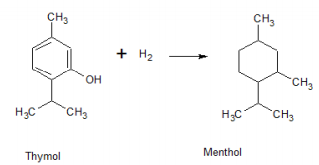 CH₃
CH₃
+ H₂
OH
CH₃
H₃C CH₃
H₃C CH₃
Thymol
Menthol